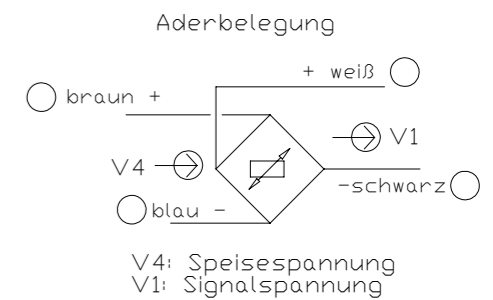 Aderbelegung
+ weiß
braun +
V1
V4
-schwarz
blau -
V4: Speisespannung
V1: Signalspannung